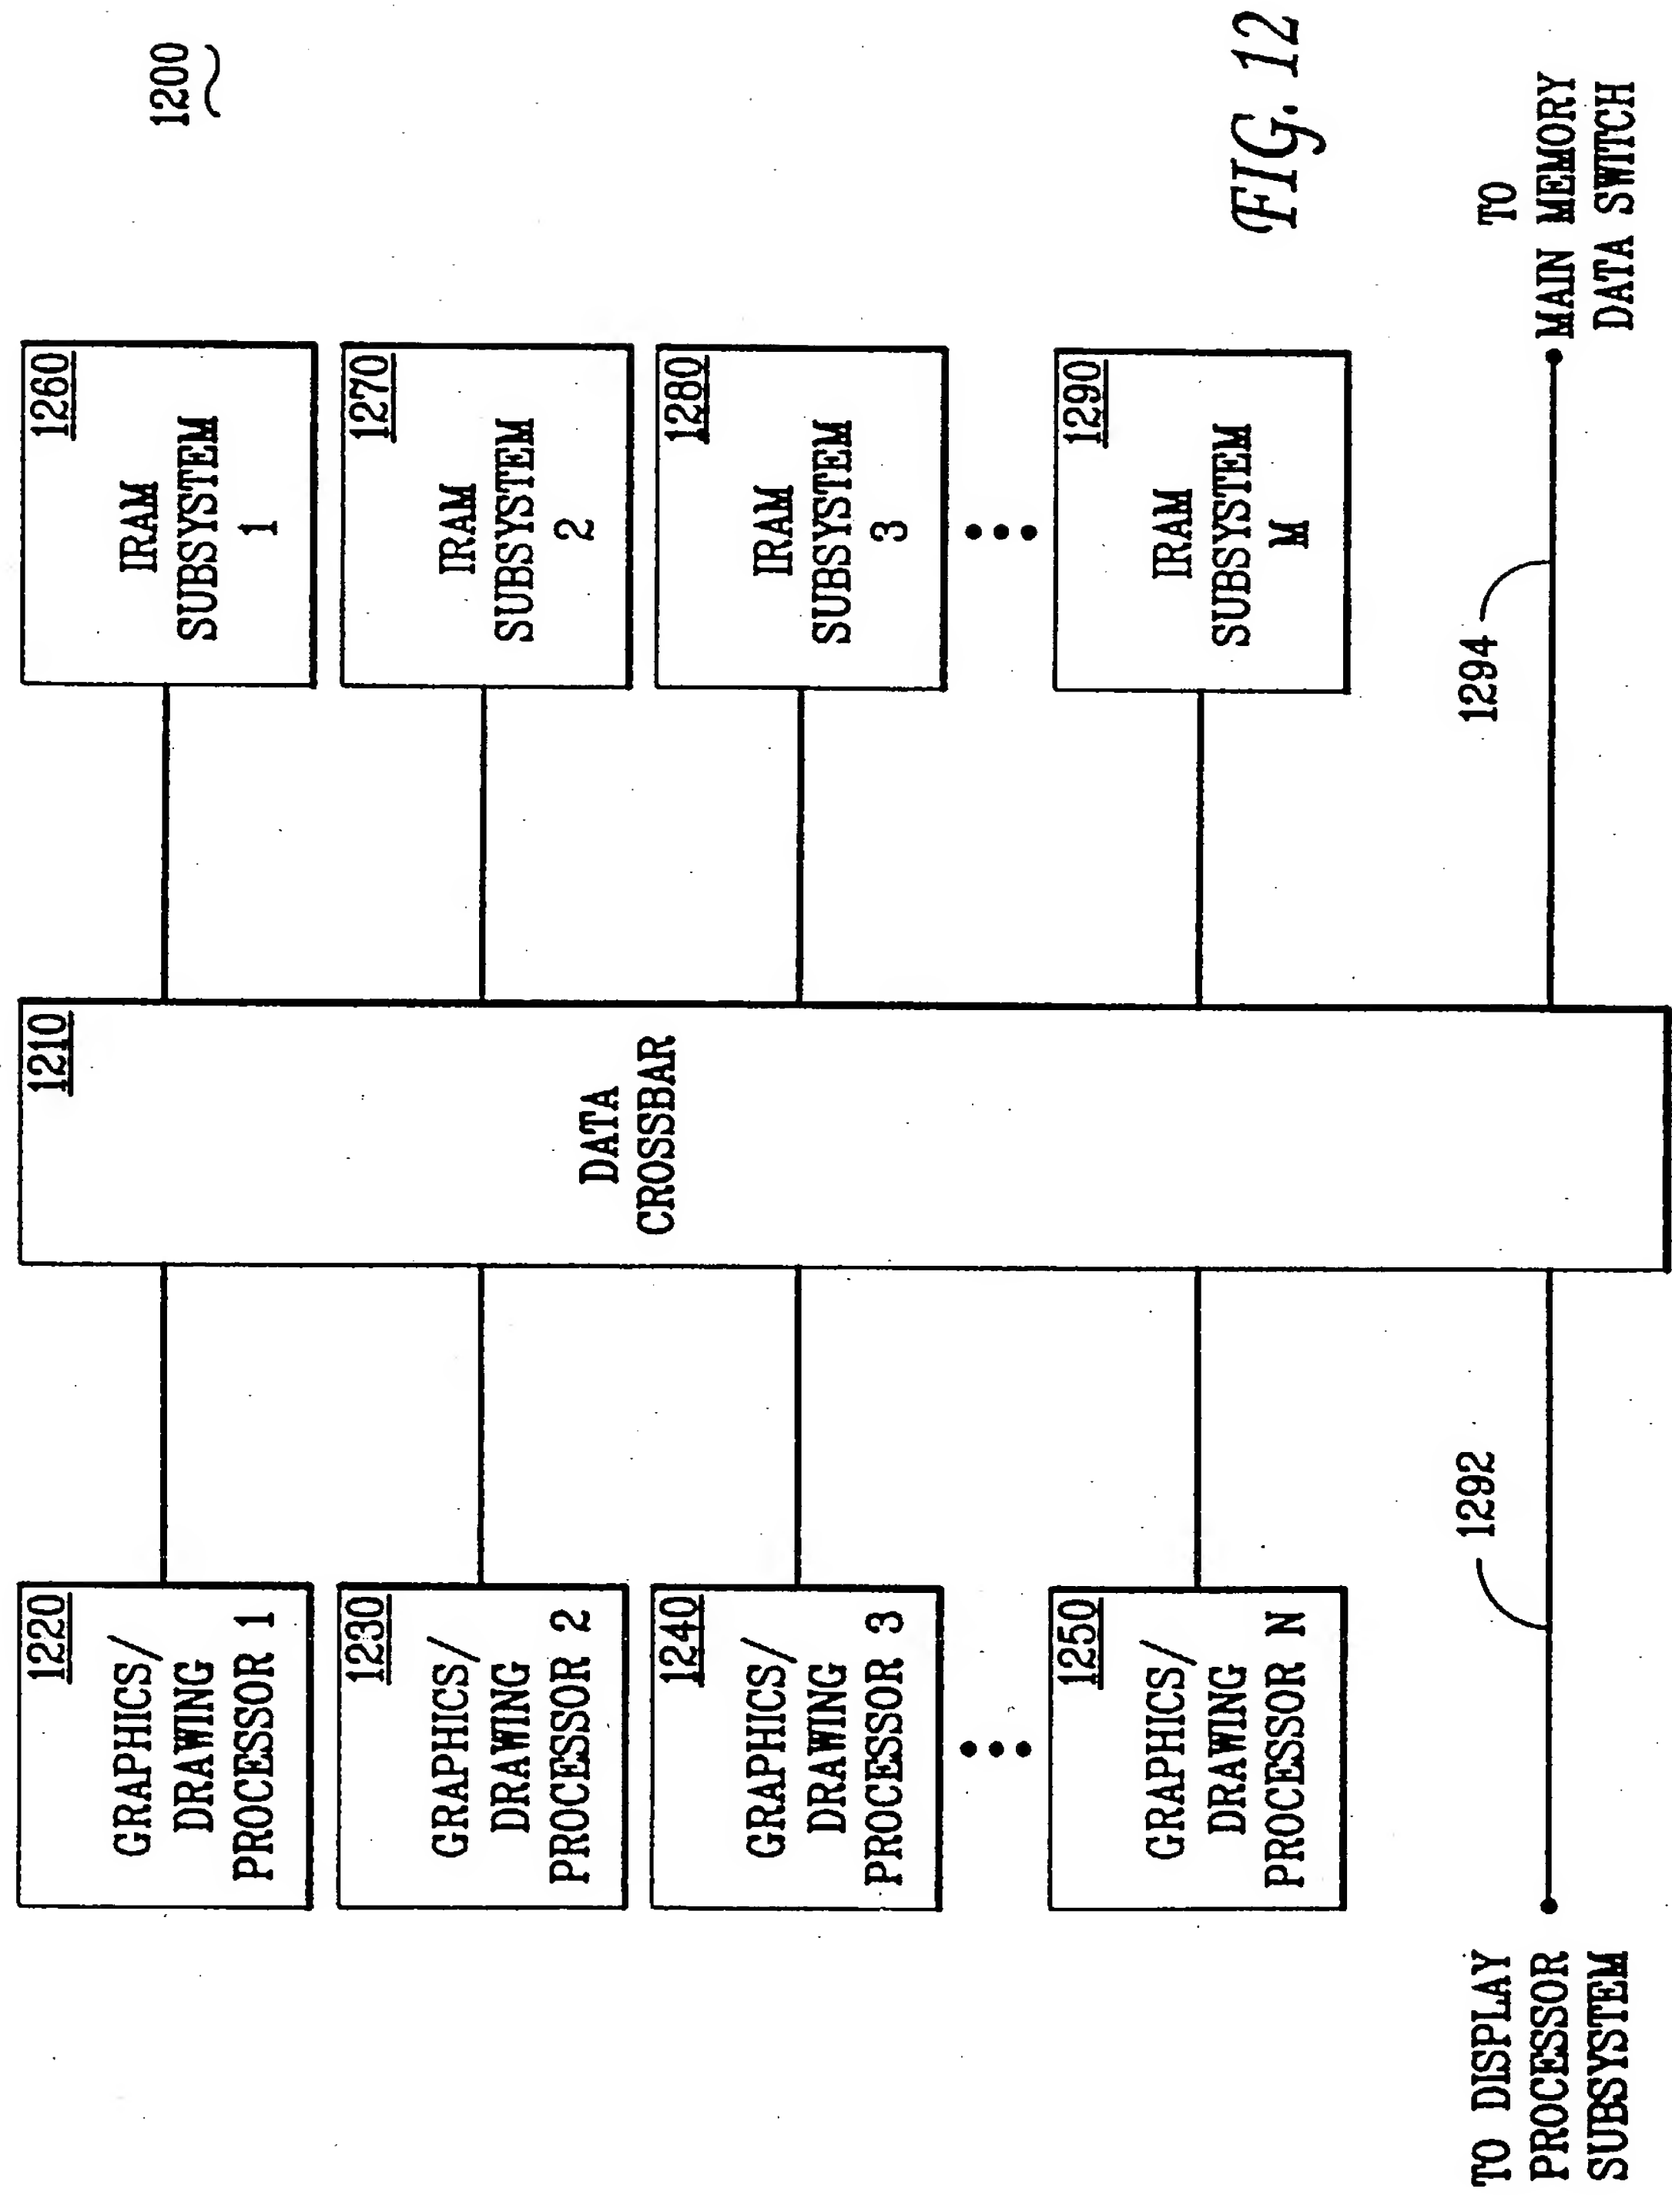 1200
1220
GRAPHICS/
DRAWING
PROCESSOR 1
1230
GRAPHICS/
DRAWING
PROCESSOR 2
1240
GRAPHICS/
DRAWING
PROCESSOR 3
1250
GRAPHICS/
DRAWING
PROCESSOR N
1292
TO DISPLAY
PROCESSOR
SUBSYSTEM
1210
DATA
CROSSBAR
1260
IRAM
SUBSYSTEM
1
1270
IRAM
SUBSYSTEM
2
1280
IRAM
SUBSYSTEM
3
1290
IRAM
SUBSYSTEM
M
1294
TO
MAIN MEMORY
DATA SWITCH
FIG. 12